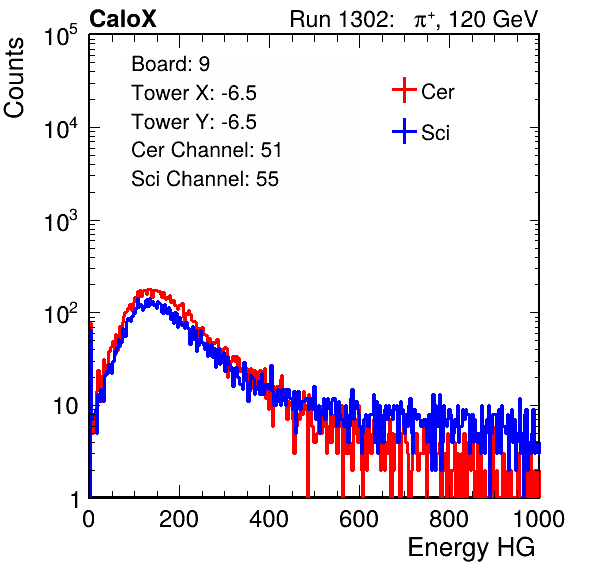 CaloX Run 1302: π⁺, 120 GeV
Counts
10⁵
10⁴
10³
10²
10
1
Board: 9
Tower X: -6.5
Tower Y: -6.5
Cer Channel: 51
Sci Channel: 55
Cer
Sci
0 200 400 600 800 1000
Energy HG